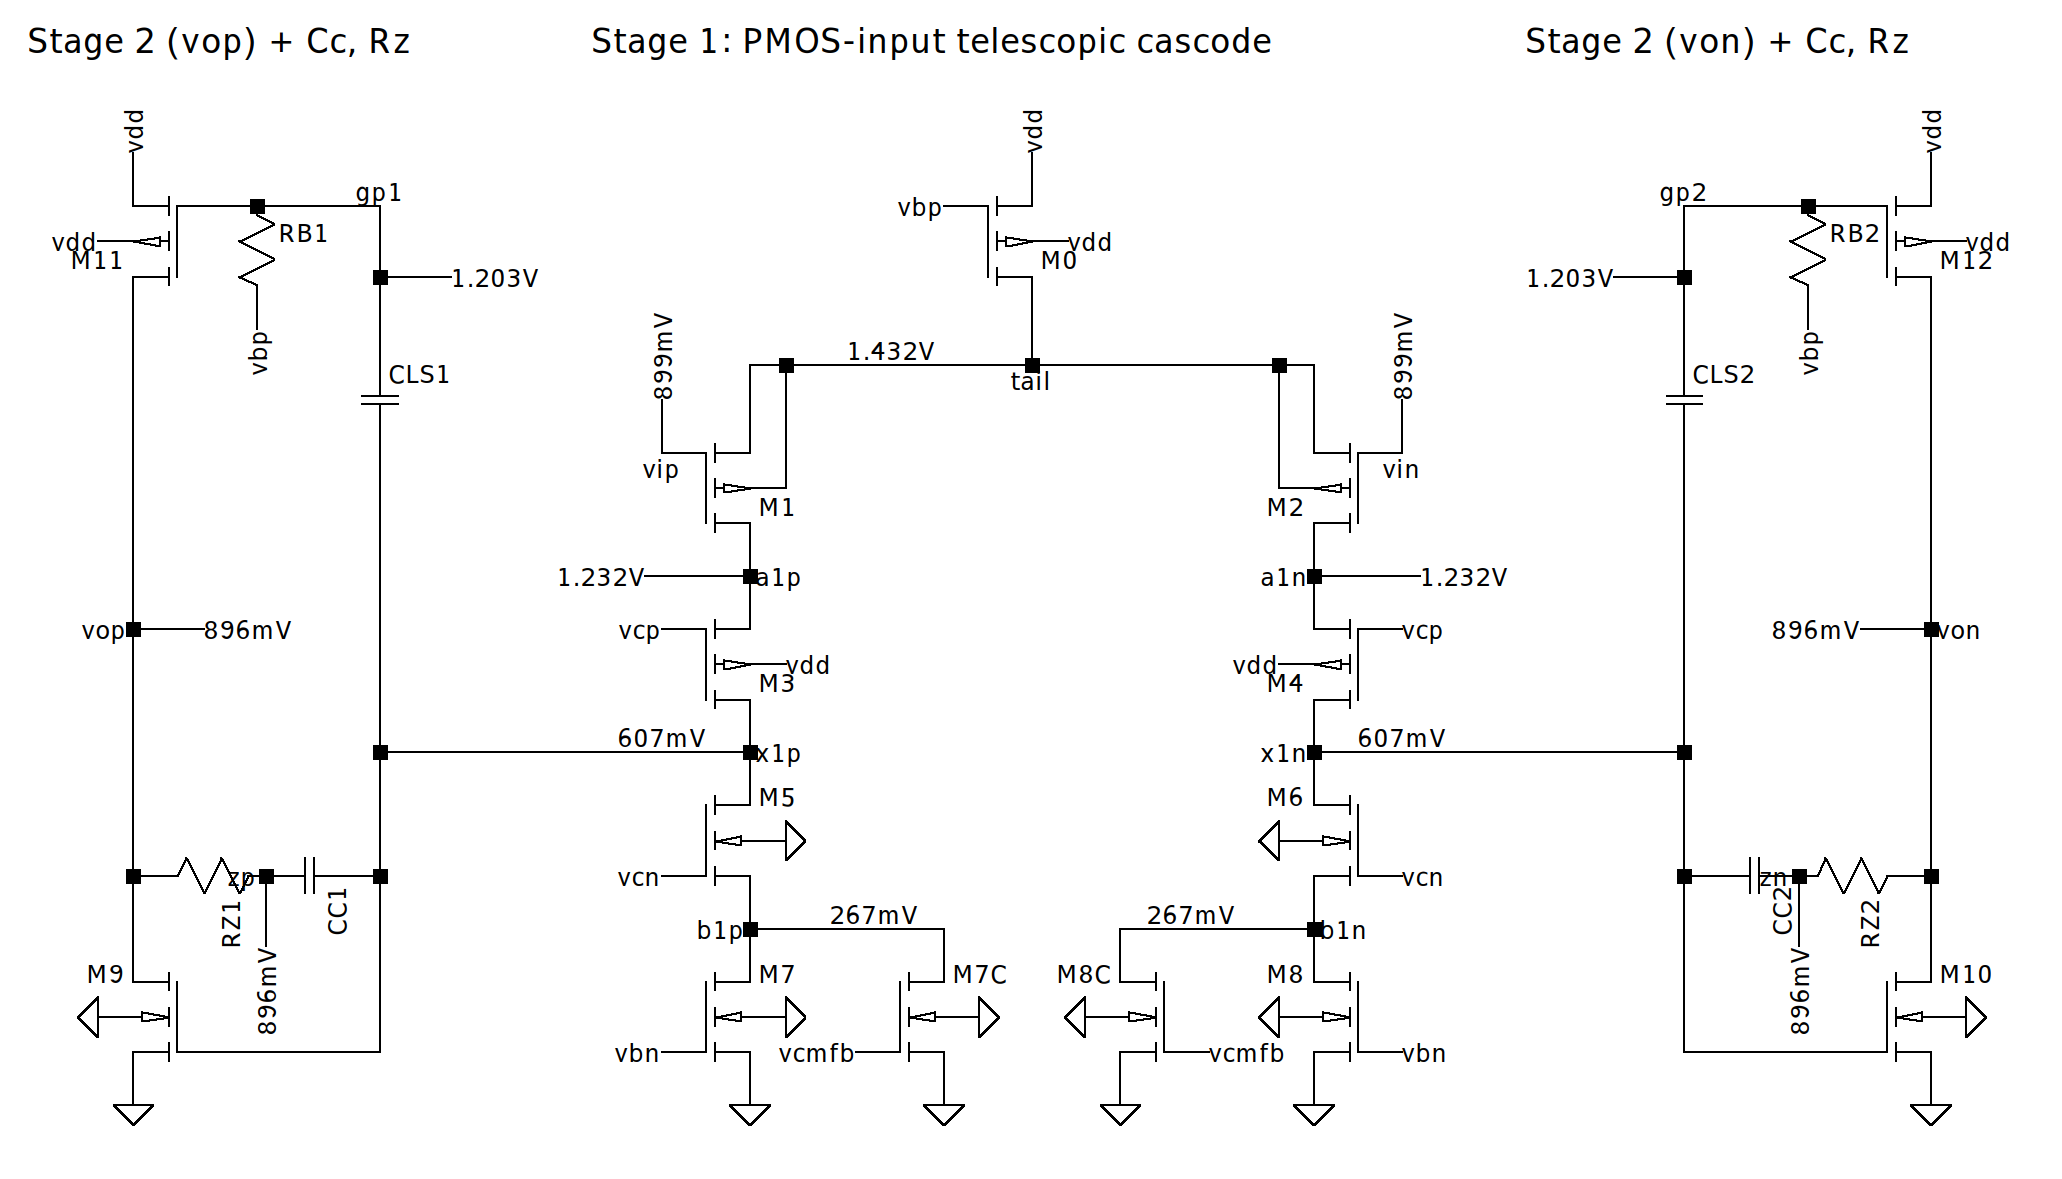 Stage 2 (vop) + Cc, Rz
Stage 1: PMOS-input telescopic cascode
Stage 2 (von) + Cc, Rz
vdd
vdd
vdd
gp1
gp2
vbp
RB1
RB2
vdd
M11
vdd
M0
vdd
M12
1.203V
1.203V
vbp
899mV
1.432V
tail
899mV
vbp
CLS1
CLS2
vip
vin
M1
M2
1.232V
a1p
a1n
1.232V
vop
896mV
vcp
vcp
896mV
von
vdd
M3
vdd
M4
607mV
x1p
x1n
607mV
M5
M6
zp
RZ1
CC1
vcn
vcn
zn
CC2
RZ2
b1p
267mV
267mV
b1n
M9
896mV
M7
M7C
M8C
M8
896mV
M10
vbn
vcmfb
vcmfb
vbn